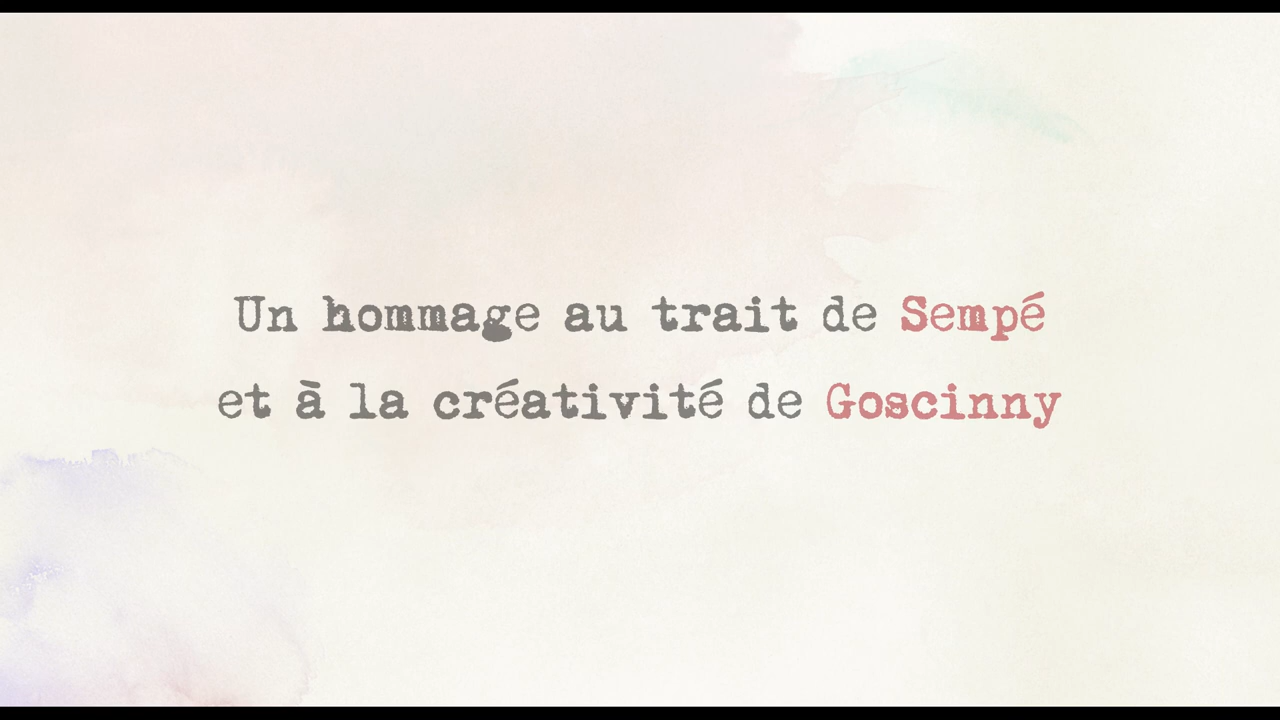 Un hommage au trait de Sempé
et à la créativité de Goscinny